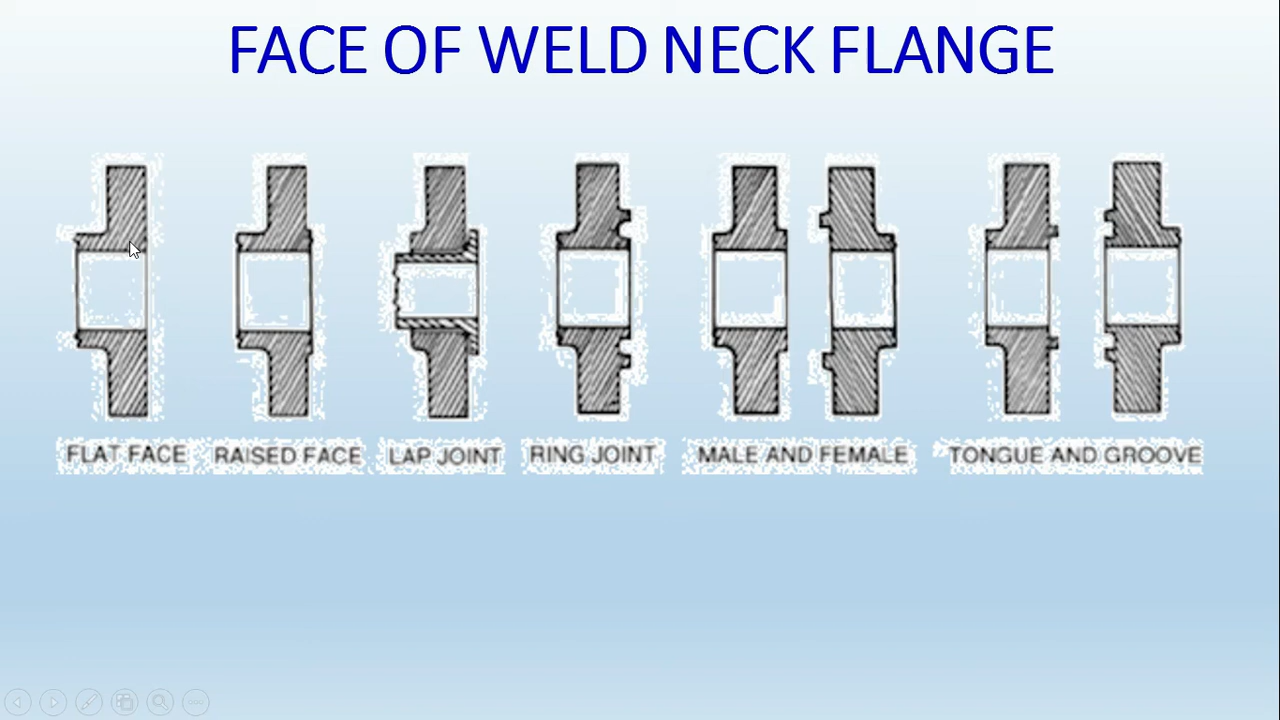 FACE OF WELD NECK FLANGE
FLAT FACE
RAISED FACE
LAP JOINT
RING JOINT
MALE AND FEMALE
TONGUE AND GROOVE